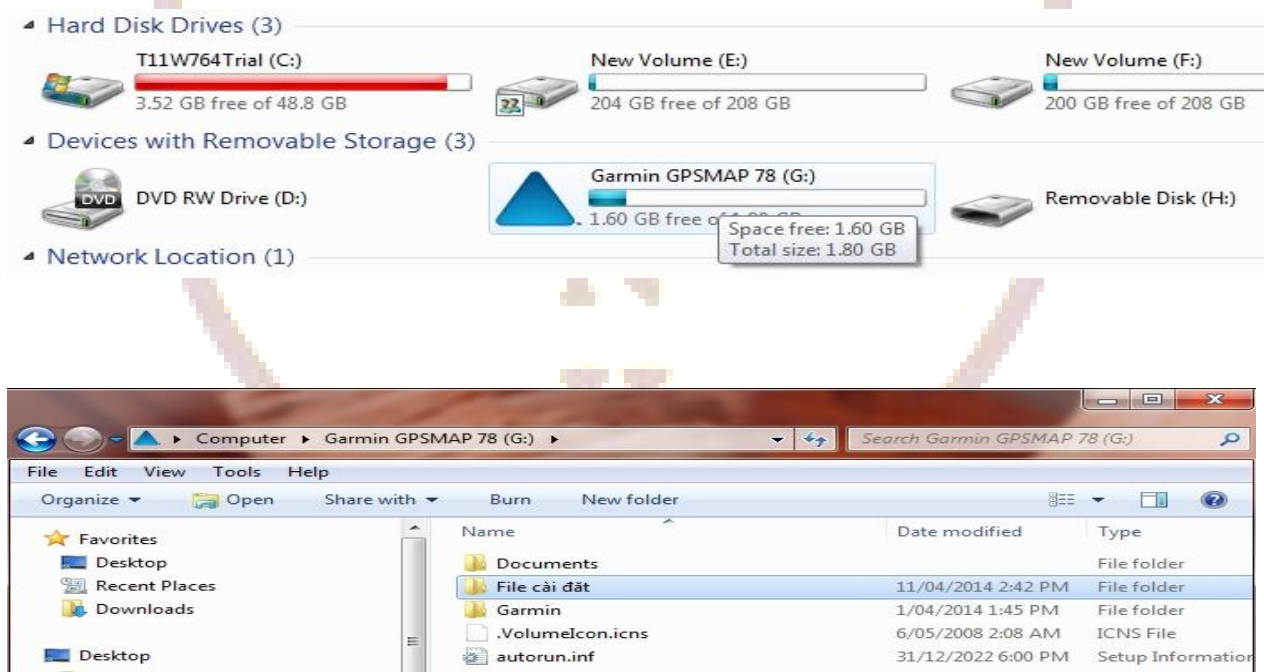 Hard Disk Drives (3)
T11W764Trial (C:) New Volume (E:) New Volume (F:)
3.52 GB free of 48.8 GB 204 GB free of 208 GB 200 GB free of 208 GB
Devices with Removable Storage (3)
DVD RW Drive (D:) Garmin GPSMAP 78 (G:) Removable Disk (H:)
DVD
1.60 GB free
Space free: 1.60 GB
Total size: 1.80 GB
Network Location (1)
Computer Garmin GPSMAP 78 (G:) Search Garmin GPSMAP 78 (G:)
File Edit View Tools Help
Organize Open Share with Burn New folder
Favorites Name Date modified Type
Desktop Documents File folder
Recent Places File cài đặt 11/04/2014 2:42 PM File folder
Downloads Garmin 1/04/2014 1:45 PM File folder
.VolumeIcon.icns 6/05/2008 2:08 AM ICNS File
Desktop autorun.inf 31/12/2022 6:00 PM Setup Information